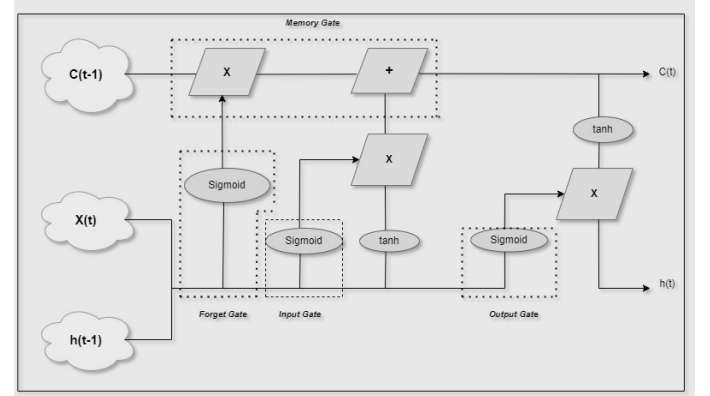 Memory Gate
C(t-1)
X
+
C(t)
tanh
X
X
Sigmoid
X(t)
Sigmoid
tanh
Sigmoid
h(t)
Forget Gate
Input Gate
Output Gate
h(t-1)